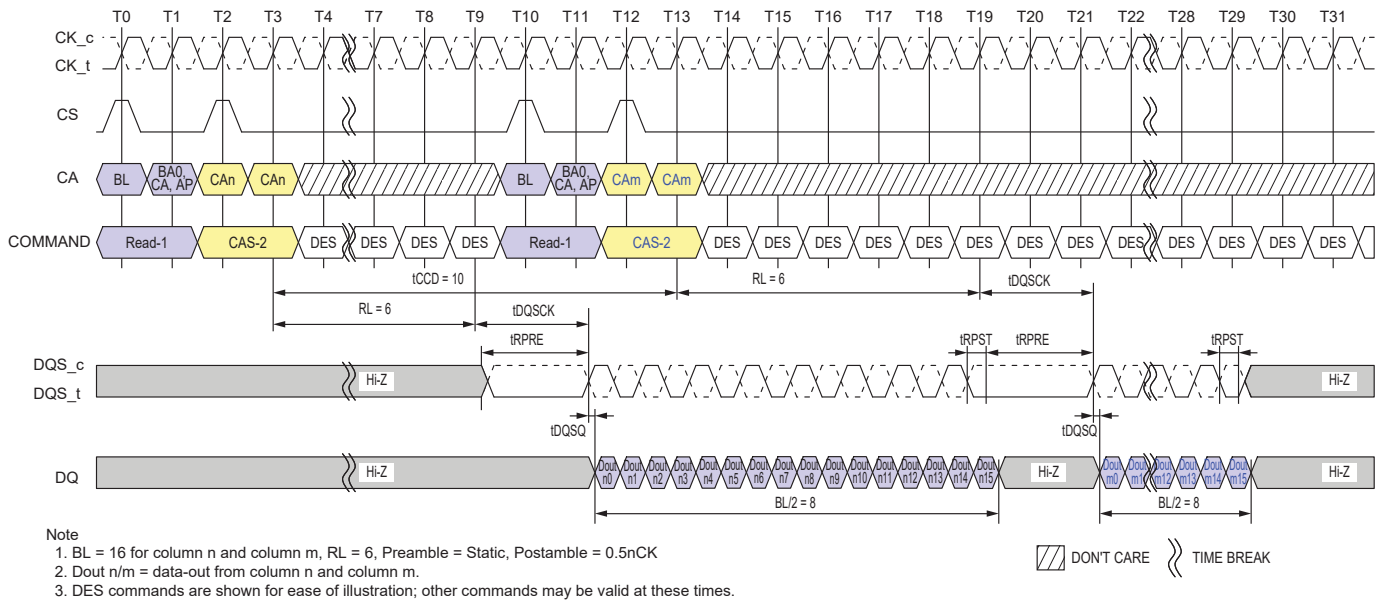 T0 T1 T2 T3 T4 T7 T8 T9 T10 T11 T12 T13 T14 T15 T16 T17 T18 T19 T20 T21 T22 T28 T29 T30 T31
CK_c
CK_t
CS
CA BL BA0, CA, AP CAn CAn BL BA0, CA, AP CAm CAm
COMMAND Read-1 CAS-2 DES DES DES DES Read-1 CAS-2 DES DES DES DES DES DES DES DES DES DES DES DES DES
tCCD = 10 RL = 6 tDQSCK
RL = 6 tDQSCK
tRPRE tRPST tRPRE tRPST
DQS_c
DQS_t
Hi-Z Hi-Z
tDQSQ tDQSQ
DQ Hi-Z Dout n0 Dout n1 Dout n2 Dout n3 Dout n4 Dout n5 Dout n6 Dout n7 Dout n8 Dout n9 Dout n10 Dout n11 Dout n12 Dout n13 Dout n14 Dout n15 Hi-Z Dout m0 Dout m1 Dout m12 Dout m13 Dout m14 Dout m15 Hi-Z
BL/2 = 8 BL/2 = 8
Note
1. BL = 16 for column n and column m, RL = 6, Preamble = Static, Postamble = 0.5nCK
2. Dout n/m = data-out from column n and column m.
3. DES commands are shown for ease of illustration; other commands may be valid at these times.
DON'T CARE TIME BREAK